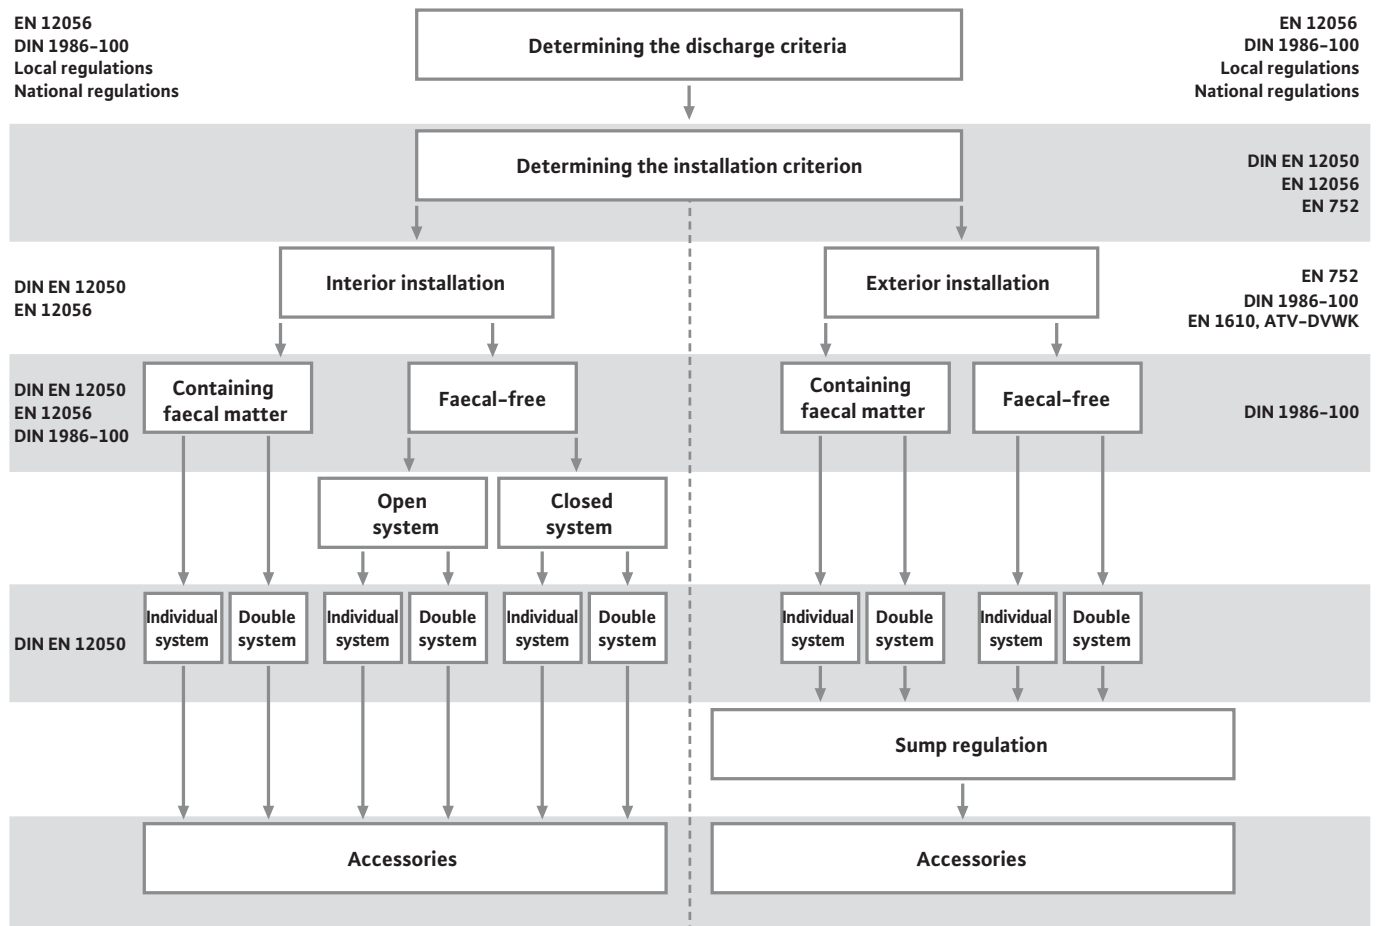 EN 12056
DIN 1986-100
Local regulations
National regulations
Determining the discharge criteria
EN 12056
DIN 1986-100
Local regulations
National regulations
Determining the installation criterion
DIN EN 12050
EN 12056
EN 752
DIN EN 12050
EN 12056
Interior installation
Exterior installation
EN 752
DIN 1986-100
EN 1610, ATV-DVWK
DIN EN 12050
EN 12056
DIN 1986-100
Containing
faecal matter
Faecal-free
Containing
faecal matter
Faecal-free
DIN 1986-100
Open
system
Closed
system
DIN EN 12050
Individual
system
Double
system
Individual
system
Double
system
Individual
system
Double
system
Individual
system
Double
system
Individual
system
Double
system
Sump regulation
Accessories
Accessories